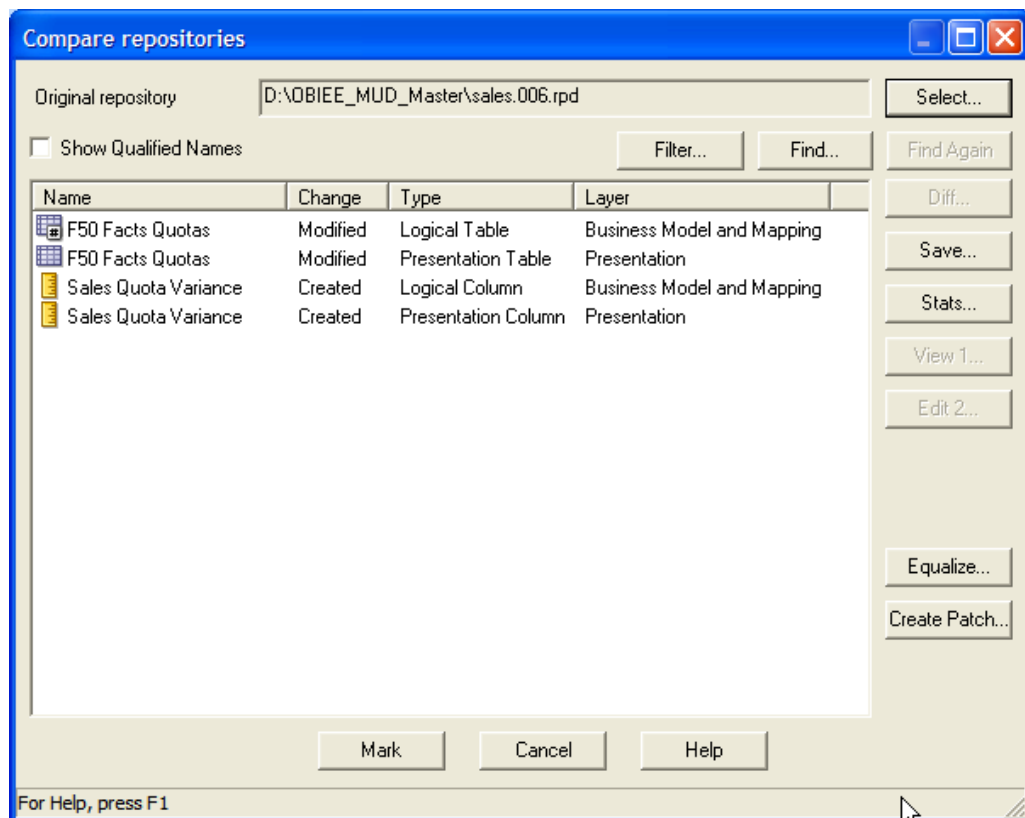 Compare repositories
Original repository D:\OBIEE_MUD_Master\sales.006.rpd Select...
Show Qualified Names Filter... Find... Find Again
Name Change Type Layer Diff...
F50 Facts Quotas Modified Logical Table Business Model and Mapping
F50 Facts Quotas Modified Presentation Table Presentation Save...
Sales Quota Variance Created Logical Column Business Model and Mapping
Sales Quota Variance Created Presentation Column Presentation Stats...
View 1...
Edit 2...
Equalize...
Create Patch...
Mark Cancel Help
For Help, press F1